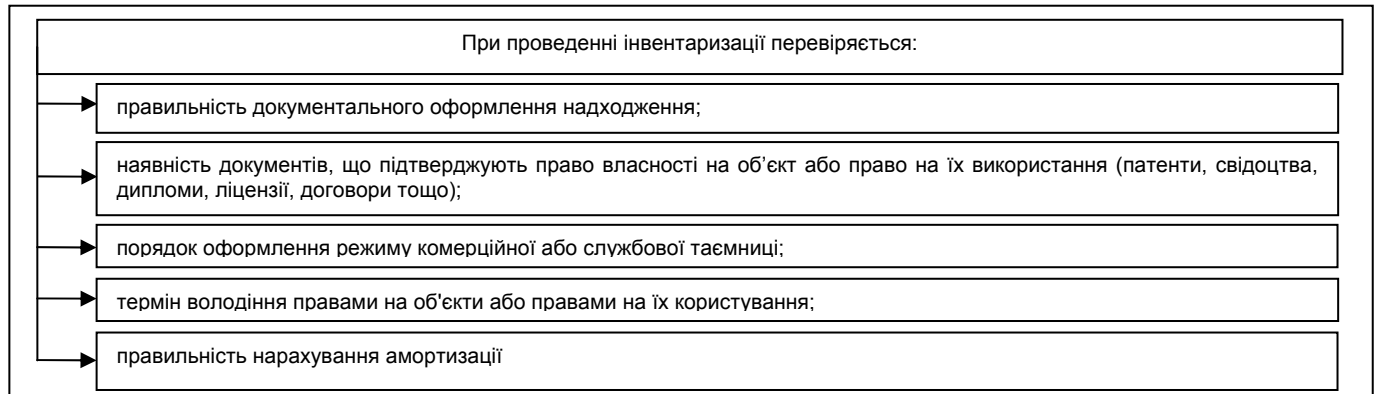 При проведенні інвентаризації перевіряється:
правильність документального оформлення надходження;
наявність документів, що підтверджують право власності на об’єкт або право на їх використання (патенти, свідоцтва,
дипломи, ліцензії, договори тощо);
порядок оформлення режиму комерційної або службової таємниці;
термін володіння правами на об'єкти або правами на їх користування;
правильність нарахування амортизації